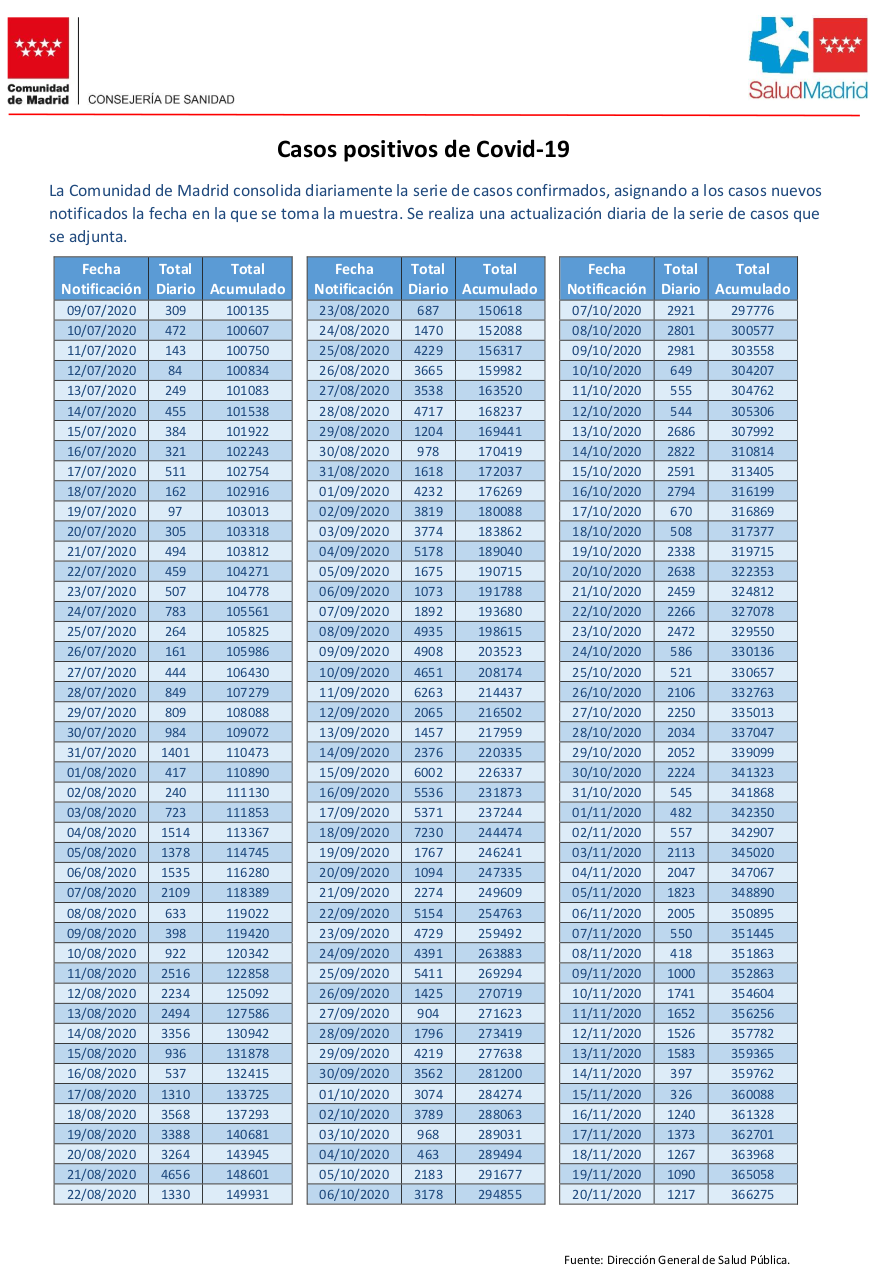 Comunidad
de Madrid
CONSEJERÍA DE SANIDAD
SaludMadrid
Casos positivos de Covid-19
La Comunidad de Madrid consolida diariamente la serie de casos confirmados, asignando a los casos nuevos
notificados la fecha en la que se toma la muestra. Se realiza una actualización diaria de la serie de casos que
se adjunta.
Fecha Total Total
Notificación Diario Acumulado
09/07/2020 309 100135
10/07/2020 472 100607
11/07/2020 143 100750
12/07/2020 84 100834
13/07/2020 249 101083
14/07/2020 455 101538
15/07/2020 384 101922
16/07/2020 321 102243
17/07/2020 511 102754
18/07/2020 162 102916
19/07/2020 97 103013
20/07/2020 305 103318
21/07/2020 494 103812
22/07/2020 459 104271
23/07/2020 507 104778
24/07/2020 783 105561
25/07/2020 264 105825
26/07/2020 161 105986
27/07/2020 444 106430
28/07/2020 849 107279
29/07/2020 809 108088
30/07/2020 984 109072
31/07/2020 1401 110473
01/08/2020 417 110890
02/08/2020 240 111130
03/08/2020 723 111853
04/08/2020 1514 113367
05/08/2020 1378 114745
06/08/2020 1535 116280
07/08/2020 2109 118389
08/08/2020 633 119022
09/08/2020 398 119420
10/08/2020 922 120342
11/08/2020 2516 122858
12/08/2020 2234 125092
13/08/2020 2494 127586
14/08/2020 3356 130942
15/08/2020 936 131878
16/08/2020 537 132415
17/08/2020 1310 133725
18/08/2020 3568 137293
19/08/2020 3388 140681
20/08/2020 3264 143945
21/08/2020 4656 148601
22/08/2020 1330 149931
Fecha Total Total
Notificación Diario Acumulado
23/08/2020 687 150618
24/08/2020 1470 152088
25/08/2020 4229 156317
26/08/2020 3665 159982
27/08/2020 3538 163520
28/08/2020 4717 168237
29/08/2020 1204 169441
30/08/2020 978 170419
31/08/2020 1618 172037
01/09/2020 4232 176269
02/09/2020 3819 180088
03/09/2020 3774 183862
04/09/2020 5178 189040
05/09/2020 1675 190715
06/09/2020 1073 191788
07/09/2020 1892 193680
08/09/2020 4935 198615
09/09/2020 4908 203523
10/09/2020 4651 208174
11/09/2020 6263 214437
12/09/2020 2065 216502
13/09/2020 1457 217959
14/09/2020 2376 220335
15/09/2020 6002 226337
16/09/2020 5536 231873
17/09/2020 5371 237244
18/09/2020 7230 244474
19/09/2020 1767 246241
20/09/2020 1094 247335
21/09/2020 2274 249609
22/09/2020 5154 254763
23/09/2020 4729 259492
24/09/2020 4391 263883
25/09/2020 5411 269294
26/09/2020 1425 270719
27/09/2020 904 271623
28/09/2020 1796 273419
29/09/2020 4219 277638
30/09/2020 3562 281200
01/10/2020 3074 284274
02/10/2020 3789 288063
03/10/2020 968 289031
04/10/2020 463 289494
05/10/2020 2183 291677
06/10/2020 3178 294855
Fecha Total Total
Notificación Diario Acumulado
07/10/2020 2921 297776
08/10/2020 2801 300577
09/10/2020 2981 303558
10/10/2020 649 304207
11/10/2020 555 304762
12/10/2020 544 305306
13/10/2020 2686 307992
14/10/2020 2822 310814
15/10/2020 2591 313405
16/10/2020 2794 316199
17/10/2020 670 316869
18/10/2020 508 317377
19/10/2020 2338 319715
20/10/2020 2638 322353
21/10/2020 2459 324812
22/10/2020 2266 327078
23/10/2020 2472 329550
24/10/2020 586 330136
25/10/2020 521 330657
26/10/2020 2106 332763
27/10/2020 2250 335013
28/10/2020 2034 337047
29/10/2020 2052 339099
30/10/2020 2224 341323
31/10/2020 545 341868
01/11/2020 482 342350
02/11/2020 557 342907
03/11/2020 2113 345020
04/11/2020 2047 347067
05/11/2020 1823 348890
06/11/2020 2005 350895
07/11/2020 550 351445
08/11/2020 418 351863
09/11/2020 1000 352863
10/11/2020 1741 354604
11/11/2020 1652 356256
12/11/2020 1526 357782
13/11/2020 1583 359365
14/11/2020 397 359762
15/11/2020 326 360088
16/11/2020 1240 361328
17/11/2020 1373 362701
18/11/2020 1267 363968
19/11/2020 1090 365058
20/11/2020 1217 366275
Fuente: Dirección General de Salud Pública.